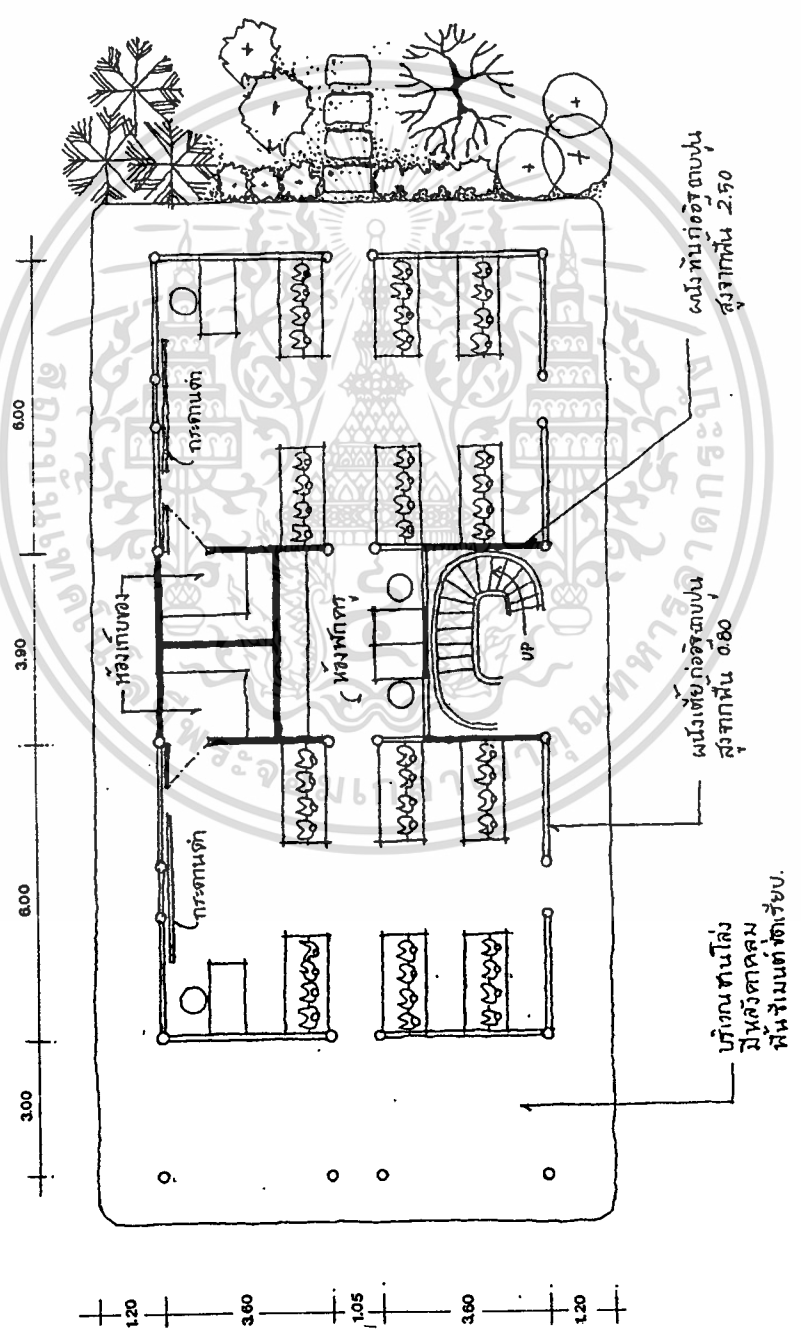 3.00
6.00
3.90
6.00
1.20
3.60
1.05
3.60
1.20
กระดานดำ
ห้องเก็บของ
กระดานดำ
ห้องพักครู
UP
บริเวณชานโล่ง
มีหลังคาคลุม
พื้นซีเมนต์ขัดเรียบ.
ผนังเตี้ยก่ออิฐฉาบปูน
สูงจากพื้น 0.80
ผนังทึบก่ออิฐฉาบปูน
สูงจากพื้น 2.50